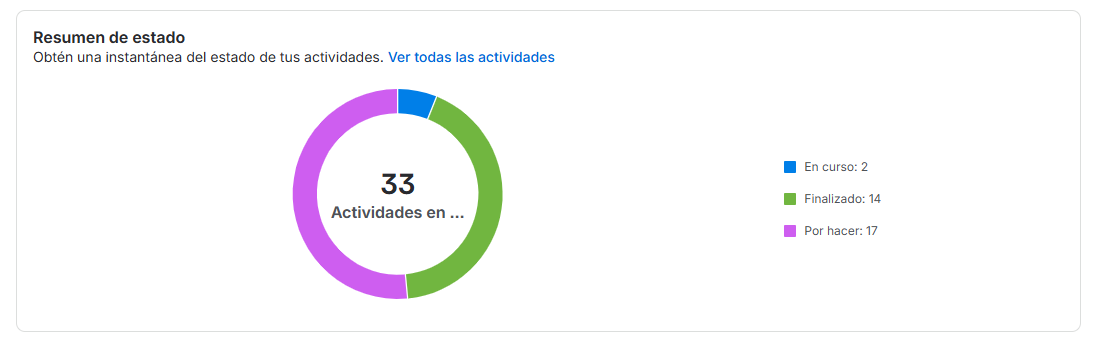 Resumen de estado
Obtén una instantánea del estado de tus actividades. Ver todas las actividades
33
Actividades en ...
En curso: 2
Finalizado: 14
Por hacer: 17